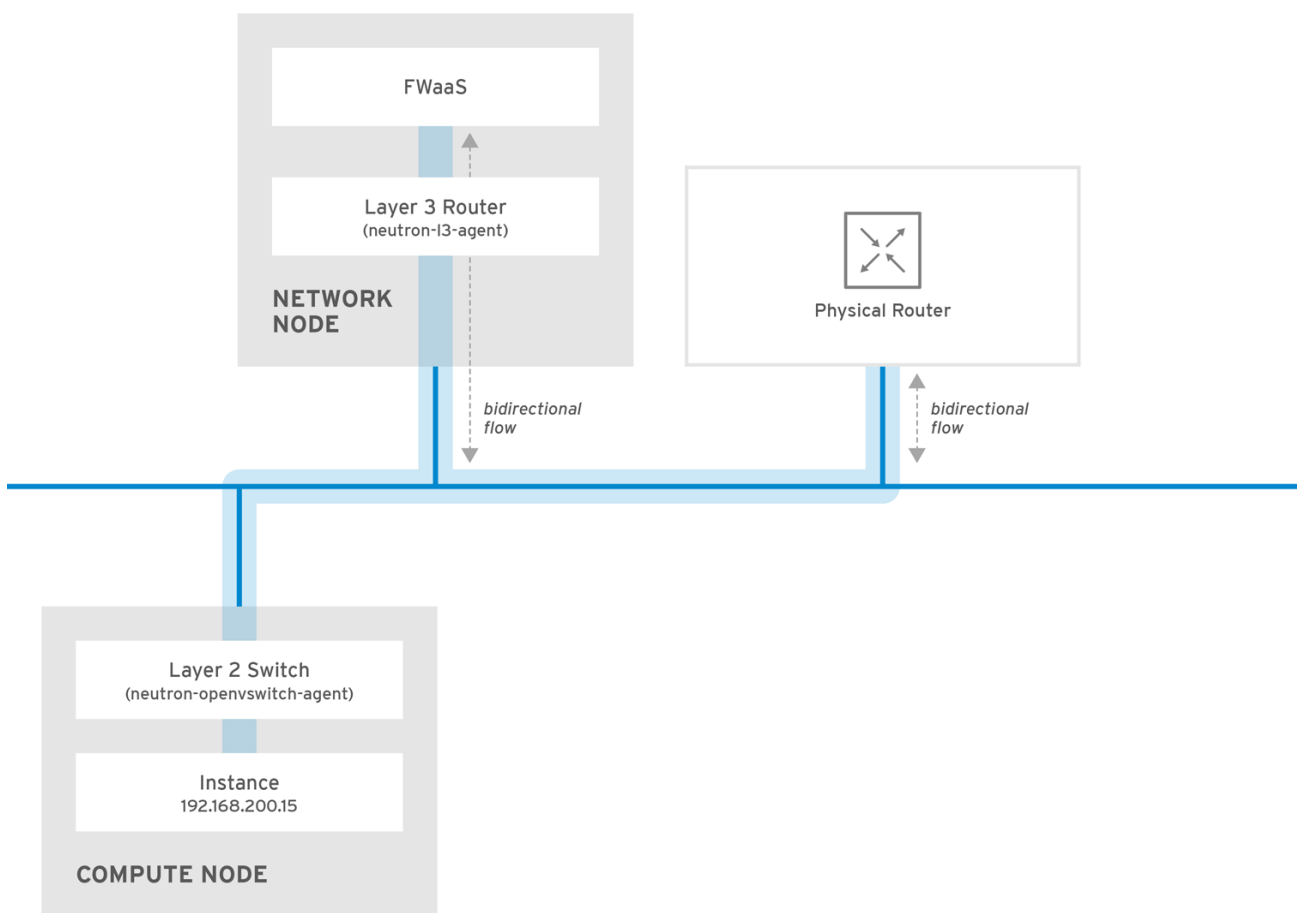 FWaaS
Layer 3 Router
(neutron-l3-agent)
NETWORK
NODE
Physical Router
bidirectional
flow
bidirectional
flow
Layer 2 Switch
(neutron-openvswitch-agent)
Instance
192.168.200.15
COMPUTE NODE